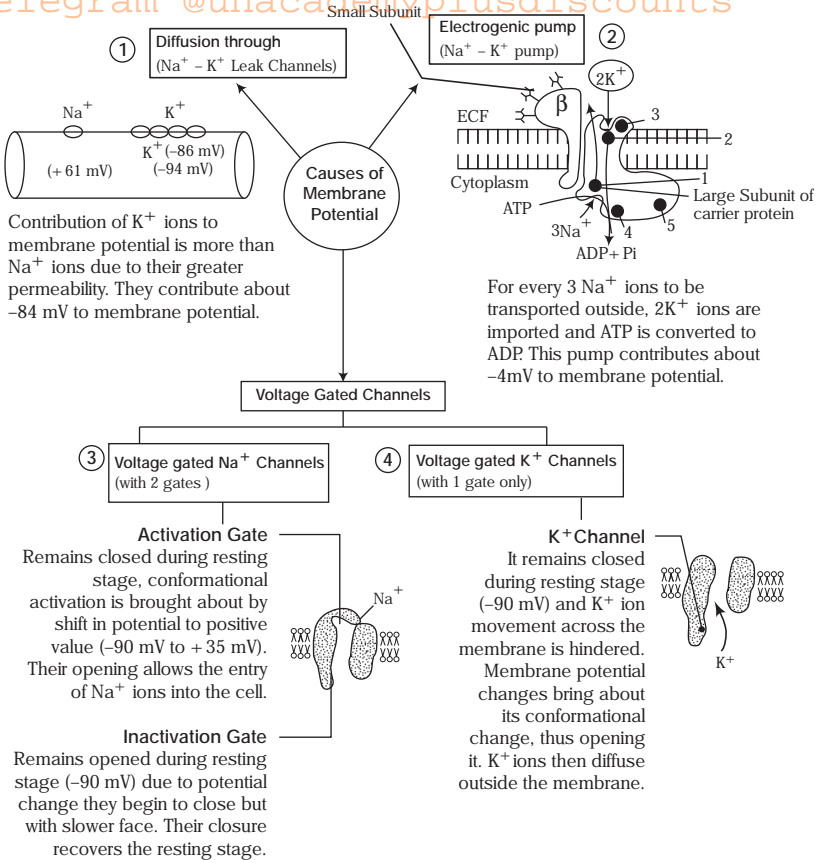 elegram @unacademyplusdiscounts
Small Subunit
1
Diffusion through
(Na⁺ – K⁺ Leak Channels)
Electrogenic pump
(Na⁺ – K⁺ pump)
2
2K⁺
β
3
ECF
2
Cytoplasm
1
Large Subunit of
carrier protein
ATP
3Na⁺
4
5
ADP+ Pi
Na⁺
K⁺
K⁺ (–86 mV)
(+ 61 mV)
(–94 mV)
Causes of
Membrane
Potential
Contribution of K⁺ ions to
membrane potential is more than
Na⁺ ions due to their greater
permeability. They contribute about
–84 mV to membrane potential.
For every 3 Na⁺ ions to be
transported outside, 2K⁺ ions are
imported and ATP is converted to
ADP. This pump contributes about
–4mV to membrane potential.
Voltage Gated Channels
3
Voltage gated Na⁺ Channels
(with 2 gates )
4
Voltage gated K⁺ Channels
(with 1 gate only)
Activation Gate
Remains closed during resting
stage, conformational
activation is brought about by
shift in potential to positive
value (–90 mV to + 35 mV).
Their opening allows the entry
of Na⁺ ions into the cell.
Na⁺
Inactivation Gate
Remains opened during resting
stage (–90 mV) due to potential
change they begin to close but
with slower face. Their closure
recovers the resting stage.
K⁺Channel
It remains closed
during resting stage
(–90 mV) and K⁺ ion
movement across the
membrane is hindered.
Membrane potential
changes bring about
its conformational
change, thus opening
it. K⁺ions then diffuse
outside the membrane.
K⁺